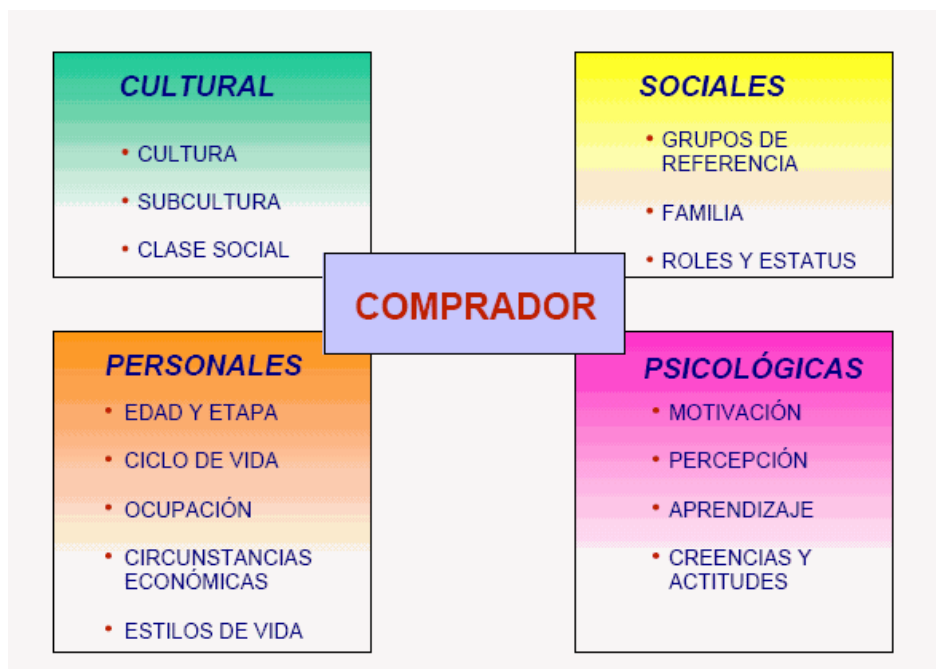 CULTURAL
• CULTURA
• SUBCULTURA
• CLASE SOCIAL
SOCIALES
• GRUPOS DE
REFERENCIA
• FAMILIA
• ROLES Y ESTATUS
COMPRADOR
PERSONALES
• EDAD Y ETAPA
• CICLO DE VIDA
• OCUPACIÓN
• CIRCUNSTANCIAS
ECONÓMICAS
• ESTILOS DE VIDA
PSICOLÓGICAS
• MOTIVACIÓN
• PERCEPCIÓN
• APRENDIZAJE
• CREENCIAS Y
ACTITUDES